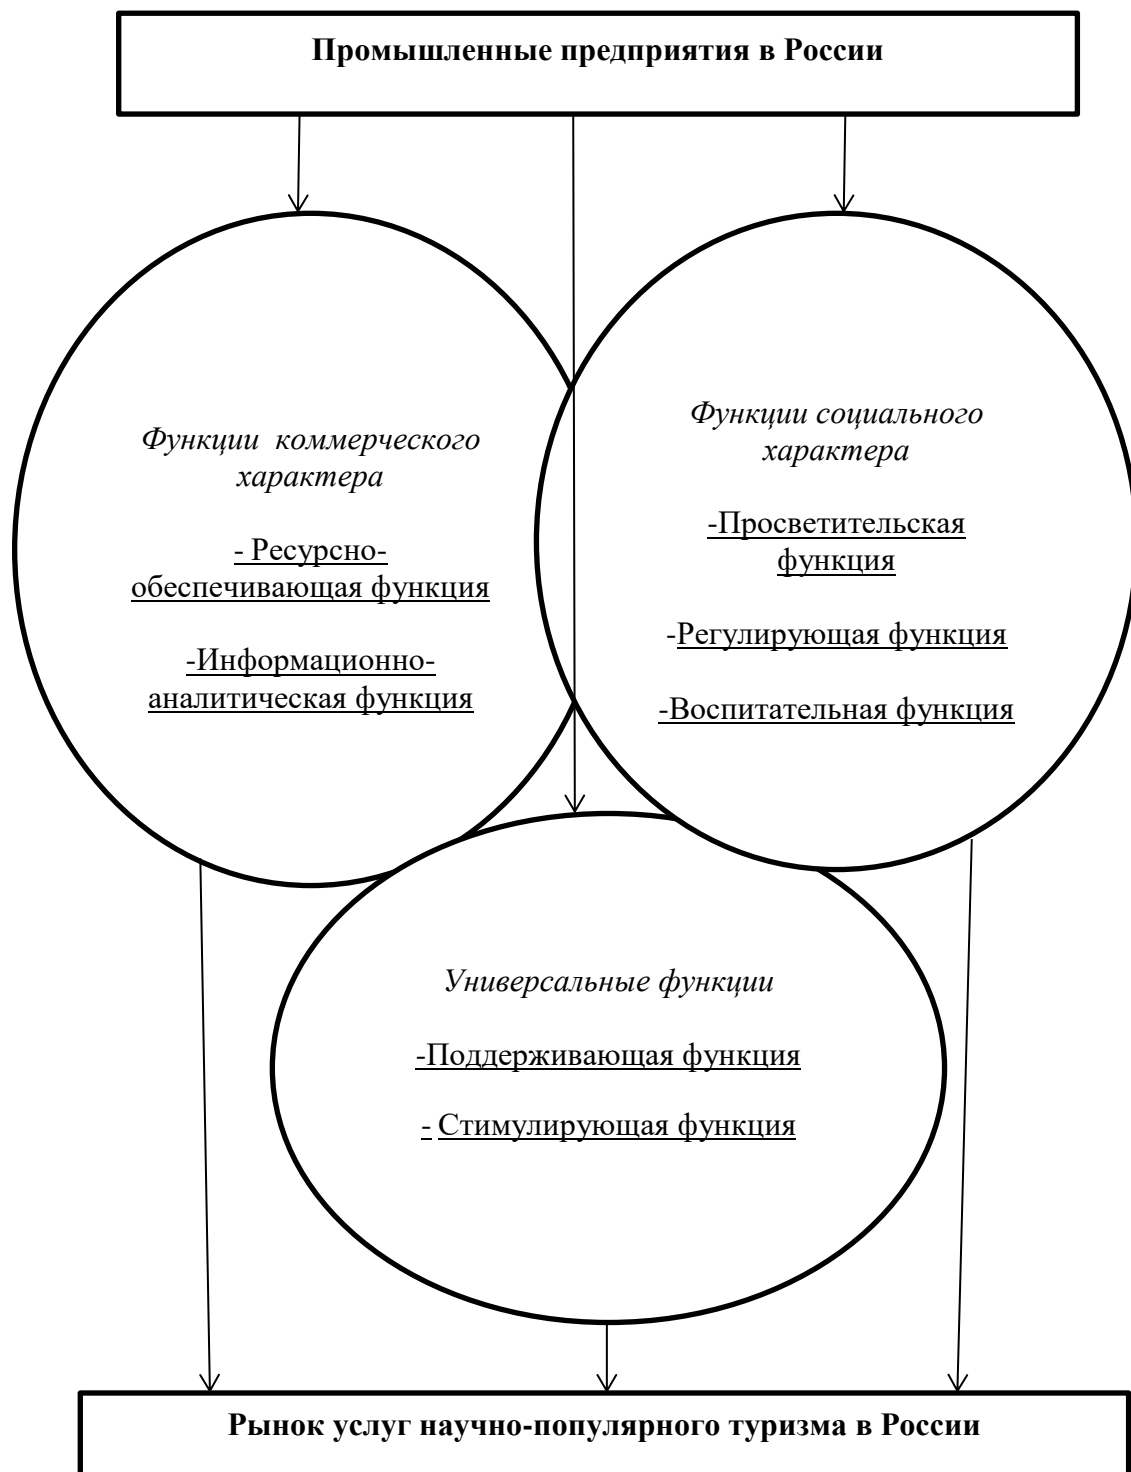 Промышленные предприятия в России
Функции коммерческого
характера
- Ресурсно-
обеспечивающая функция
-Информационно-
аналитическая функция
Функции социального
характера
-Просветительская
функция
-Регулирующая функция
-Воспитательная функция
Универсальные функции
-Поддерживающая функция
- Стимулирующая функция
Рынок услуг научно-популярного туризма в России